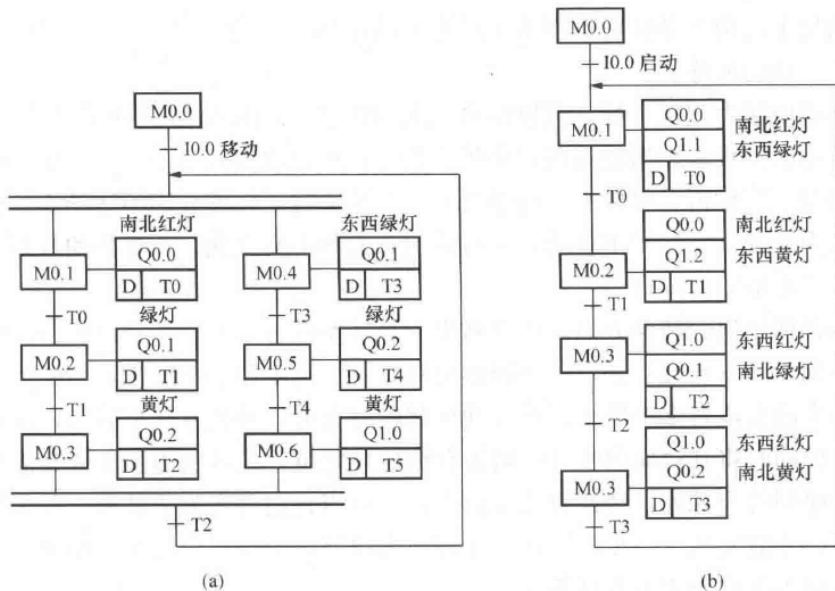 M0.0
I0.0 移动
南北红灯
M0.1
Q0.0
D T0
T0
绿灯
M0.2
Q0.1
D T1
T1
黄灯
M0.3
Q0.2
D T2
东西绿灯
M0.4
Q0.1
D T3
T3
绿灯
M0.5
Q0.2
D T4
T4
黄灯
M0.6
Q1.0
D T5
T2
(a)
M0.0
I0.0 启动
M0.1
Q0.0 南北红灯
Q1.1 东西绿灯
D T0
T0
Q0.0 南北红灯
M0.2
Q1.2 东西黄灯
D T1
T1
M0.3
Q1.0 东西红灯
Q0.1 南北绿灯
D T2
T2
Q1.0 东西红灯
M0.3
Q0.2 南北黄灯
D T3
T3
(b)